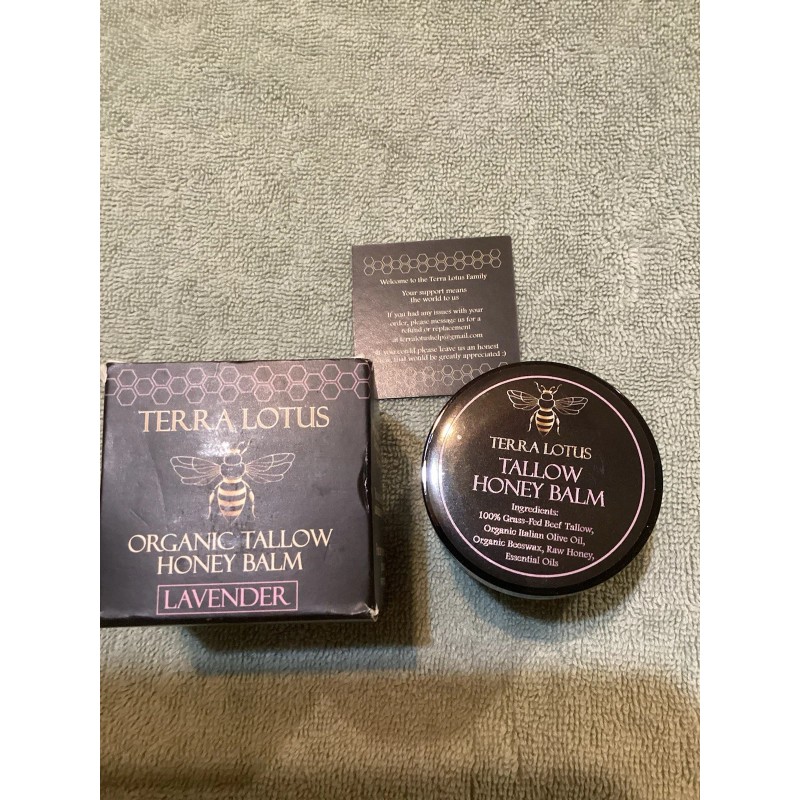 Welcome to the Terra Lotus Family
Your support means
the world to us
If you had any issues with your
order, please message us for a
refund or replacement
at terralotushelp@gmail.com
you could please leave us an honest
that would be greatly appreciated :)
TERRA LOTUS
ORGANIC TALLOW
HONEY BALM
LAVENDER
TERRA LOTUS
TALLOW
HONEY BALM
Ingredients:
100% Grass-Fed Beef Tallow,
Organic Italian Olive Oil,
Organic Beeswax, Raw Honey,
Essential Oils